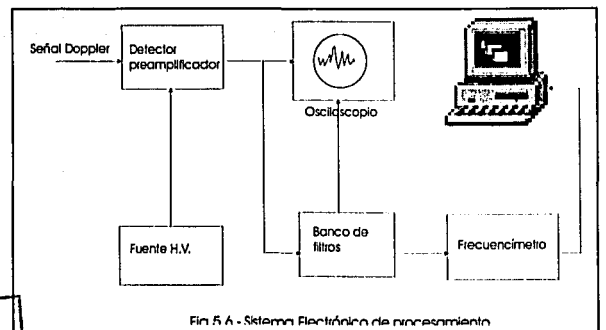 Señal Doppler
Detector
preamplificador
Osciloscopio
Fuente H.V.
Banco de
filtros
Frecuencímetro
Fig 5.6 - Sistema Electrónico de procesamiento